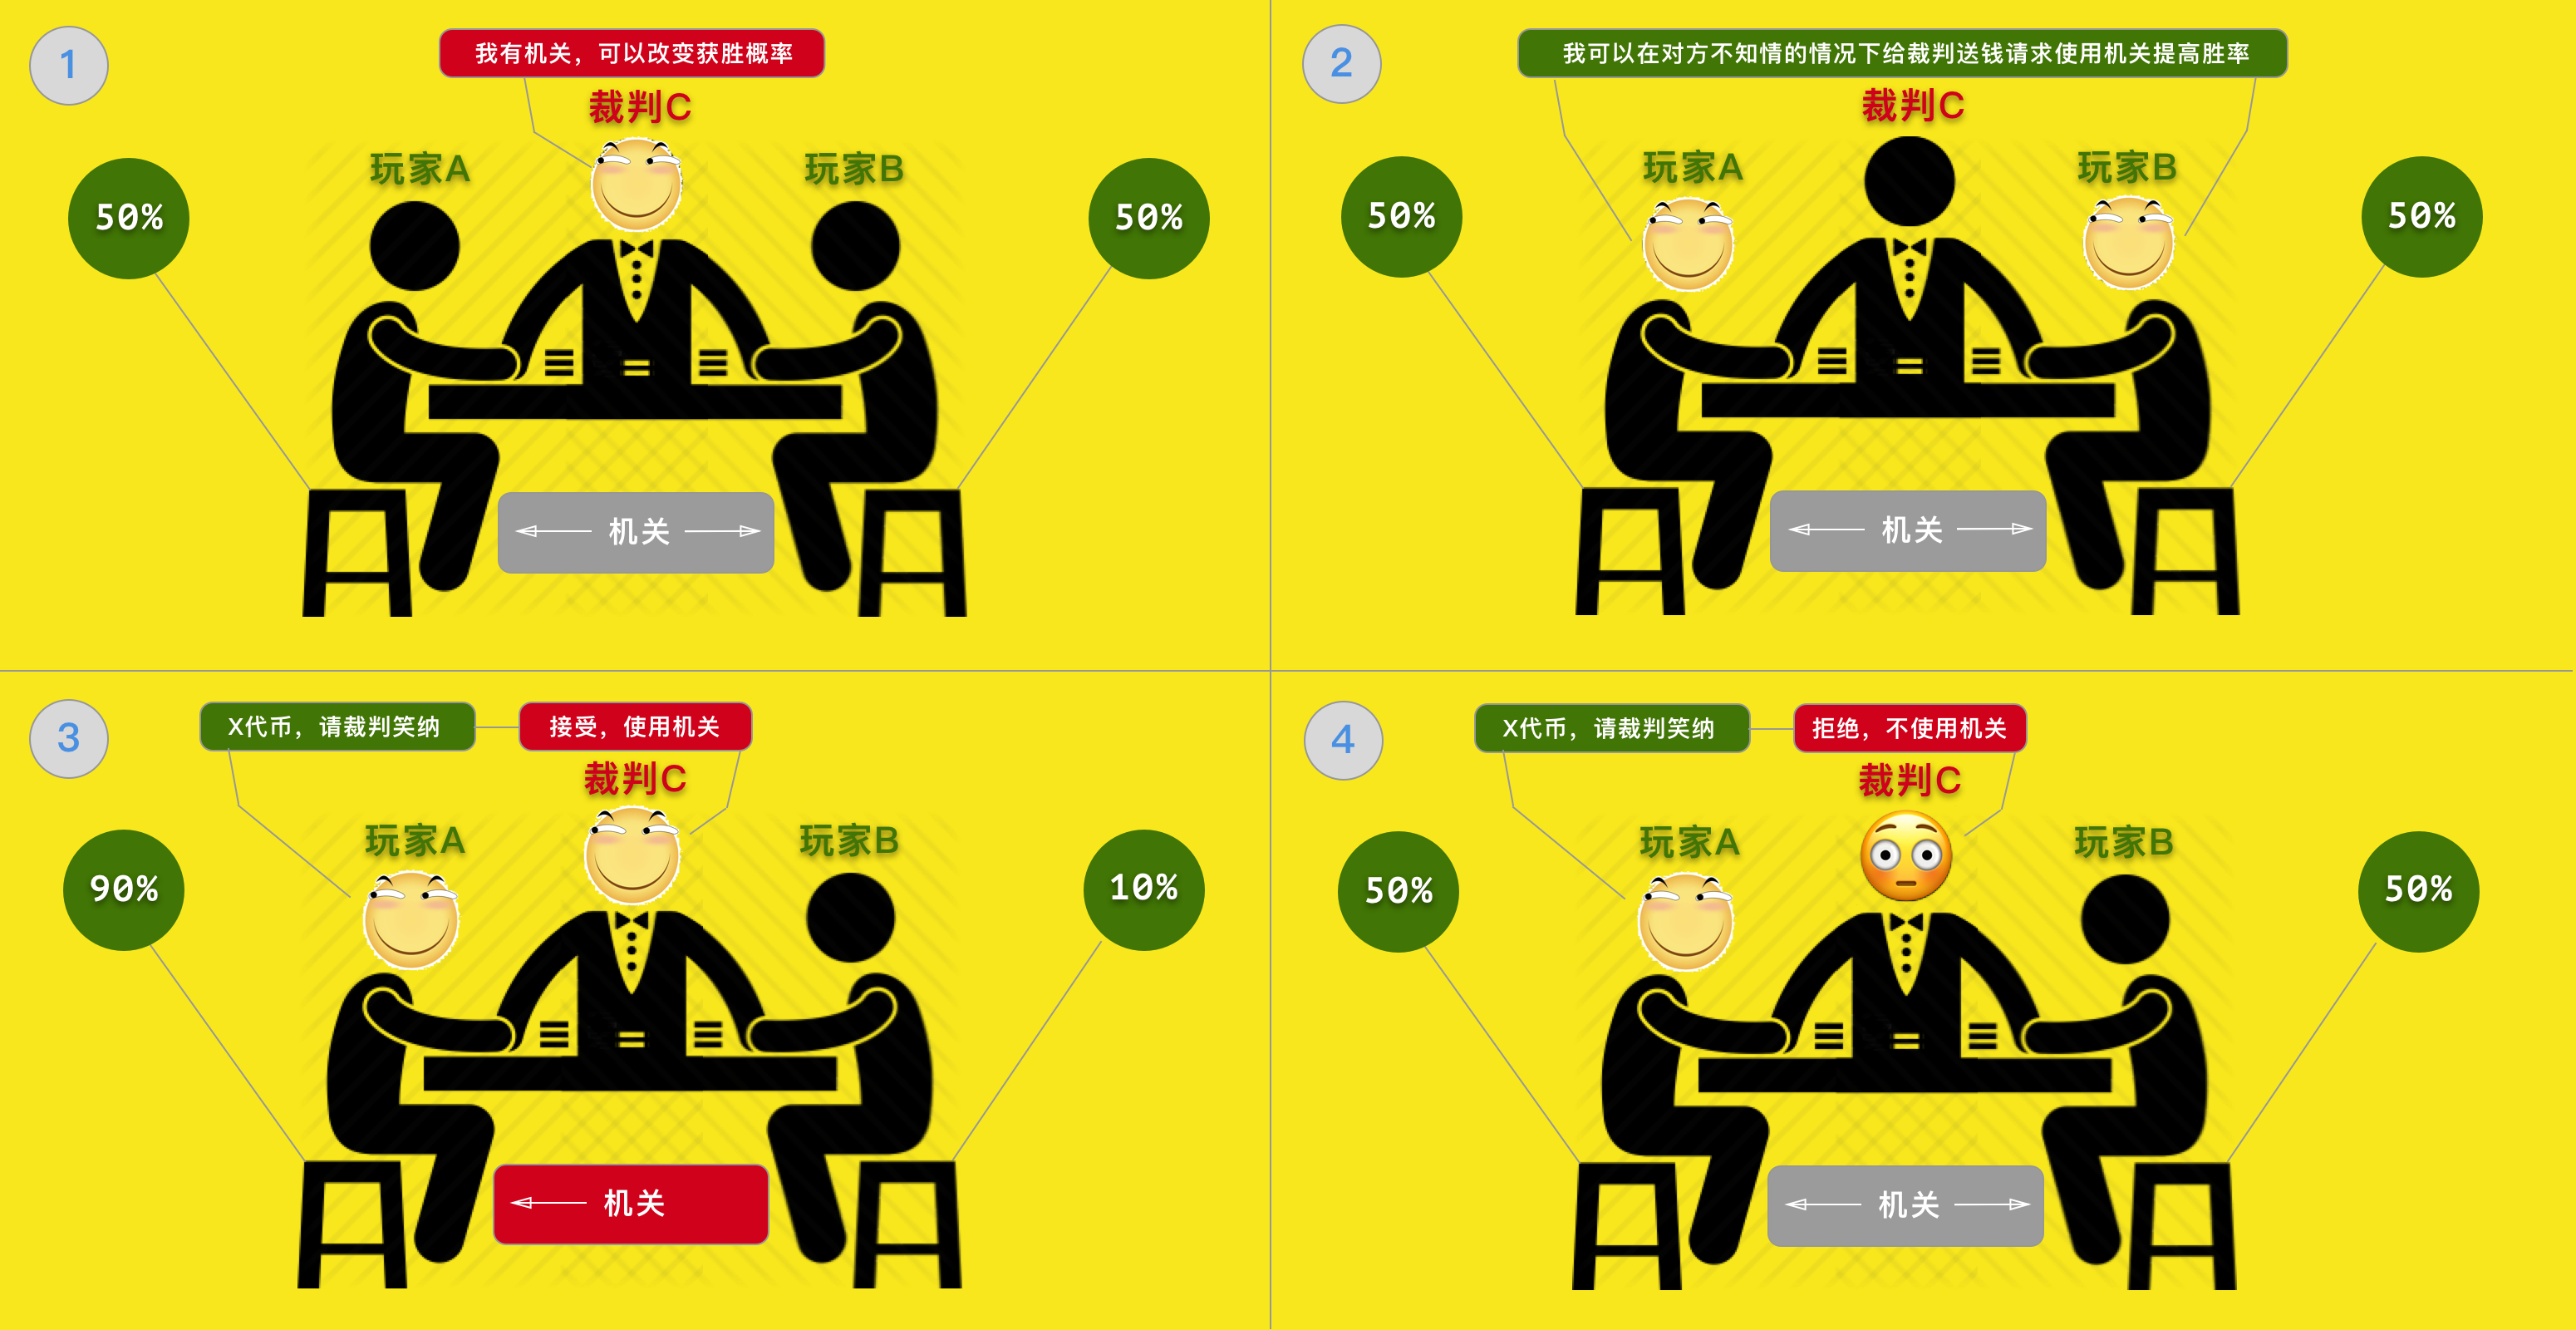 1
我有机关，可以改变获胜概率
裁判C
玩家A
玩家B
50%
50%
机关
2
我可以在对方不知情的情况下给裁判送钱请求使用机关提高胜率
裁判C
玩家A
玩家B
50%
50%
机关
3
X代币，请裁判笑纳
接受，使用机关
裁判C
玩家A
玩家B
90%
10%
机关
4
X代币，请裁判笑纳
拒绝，不使用机关
裁判C
玩家A
玩家B
50%
50%
机关